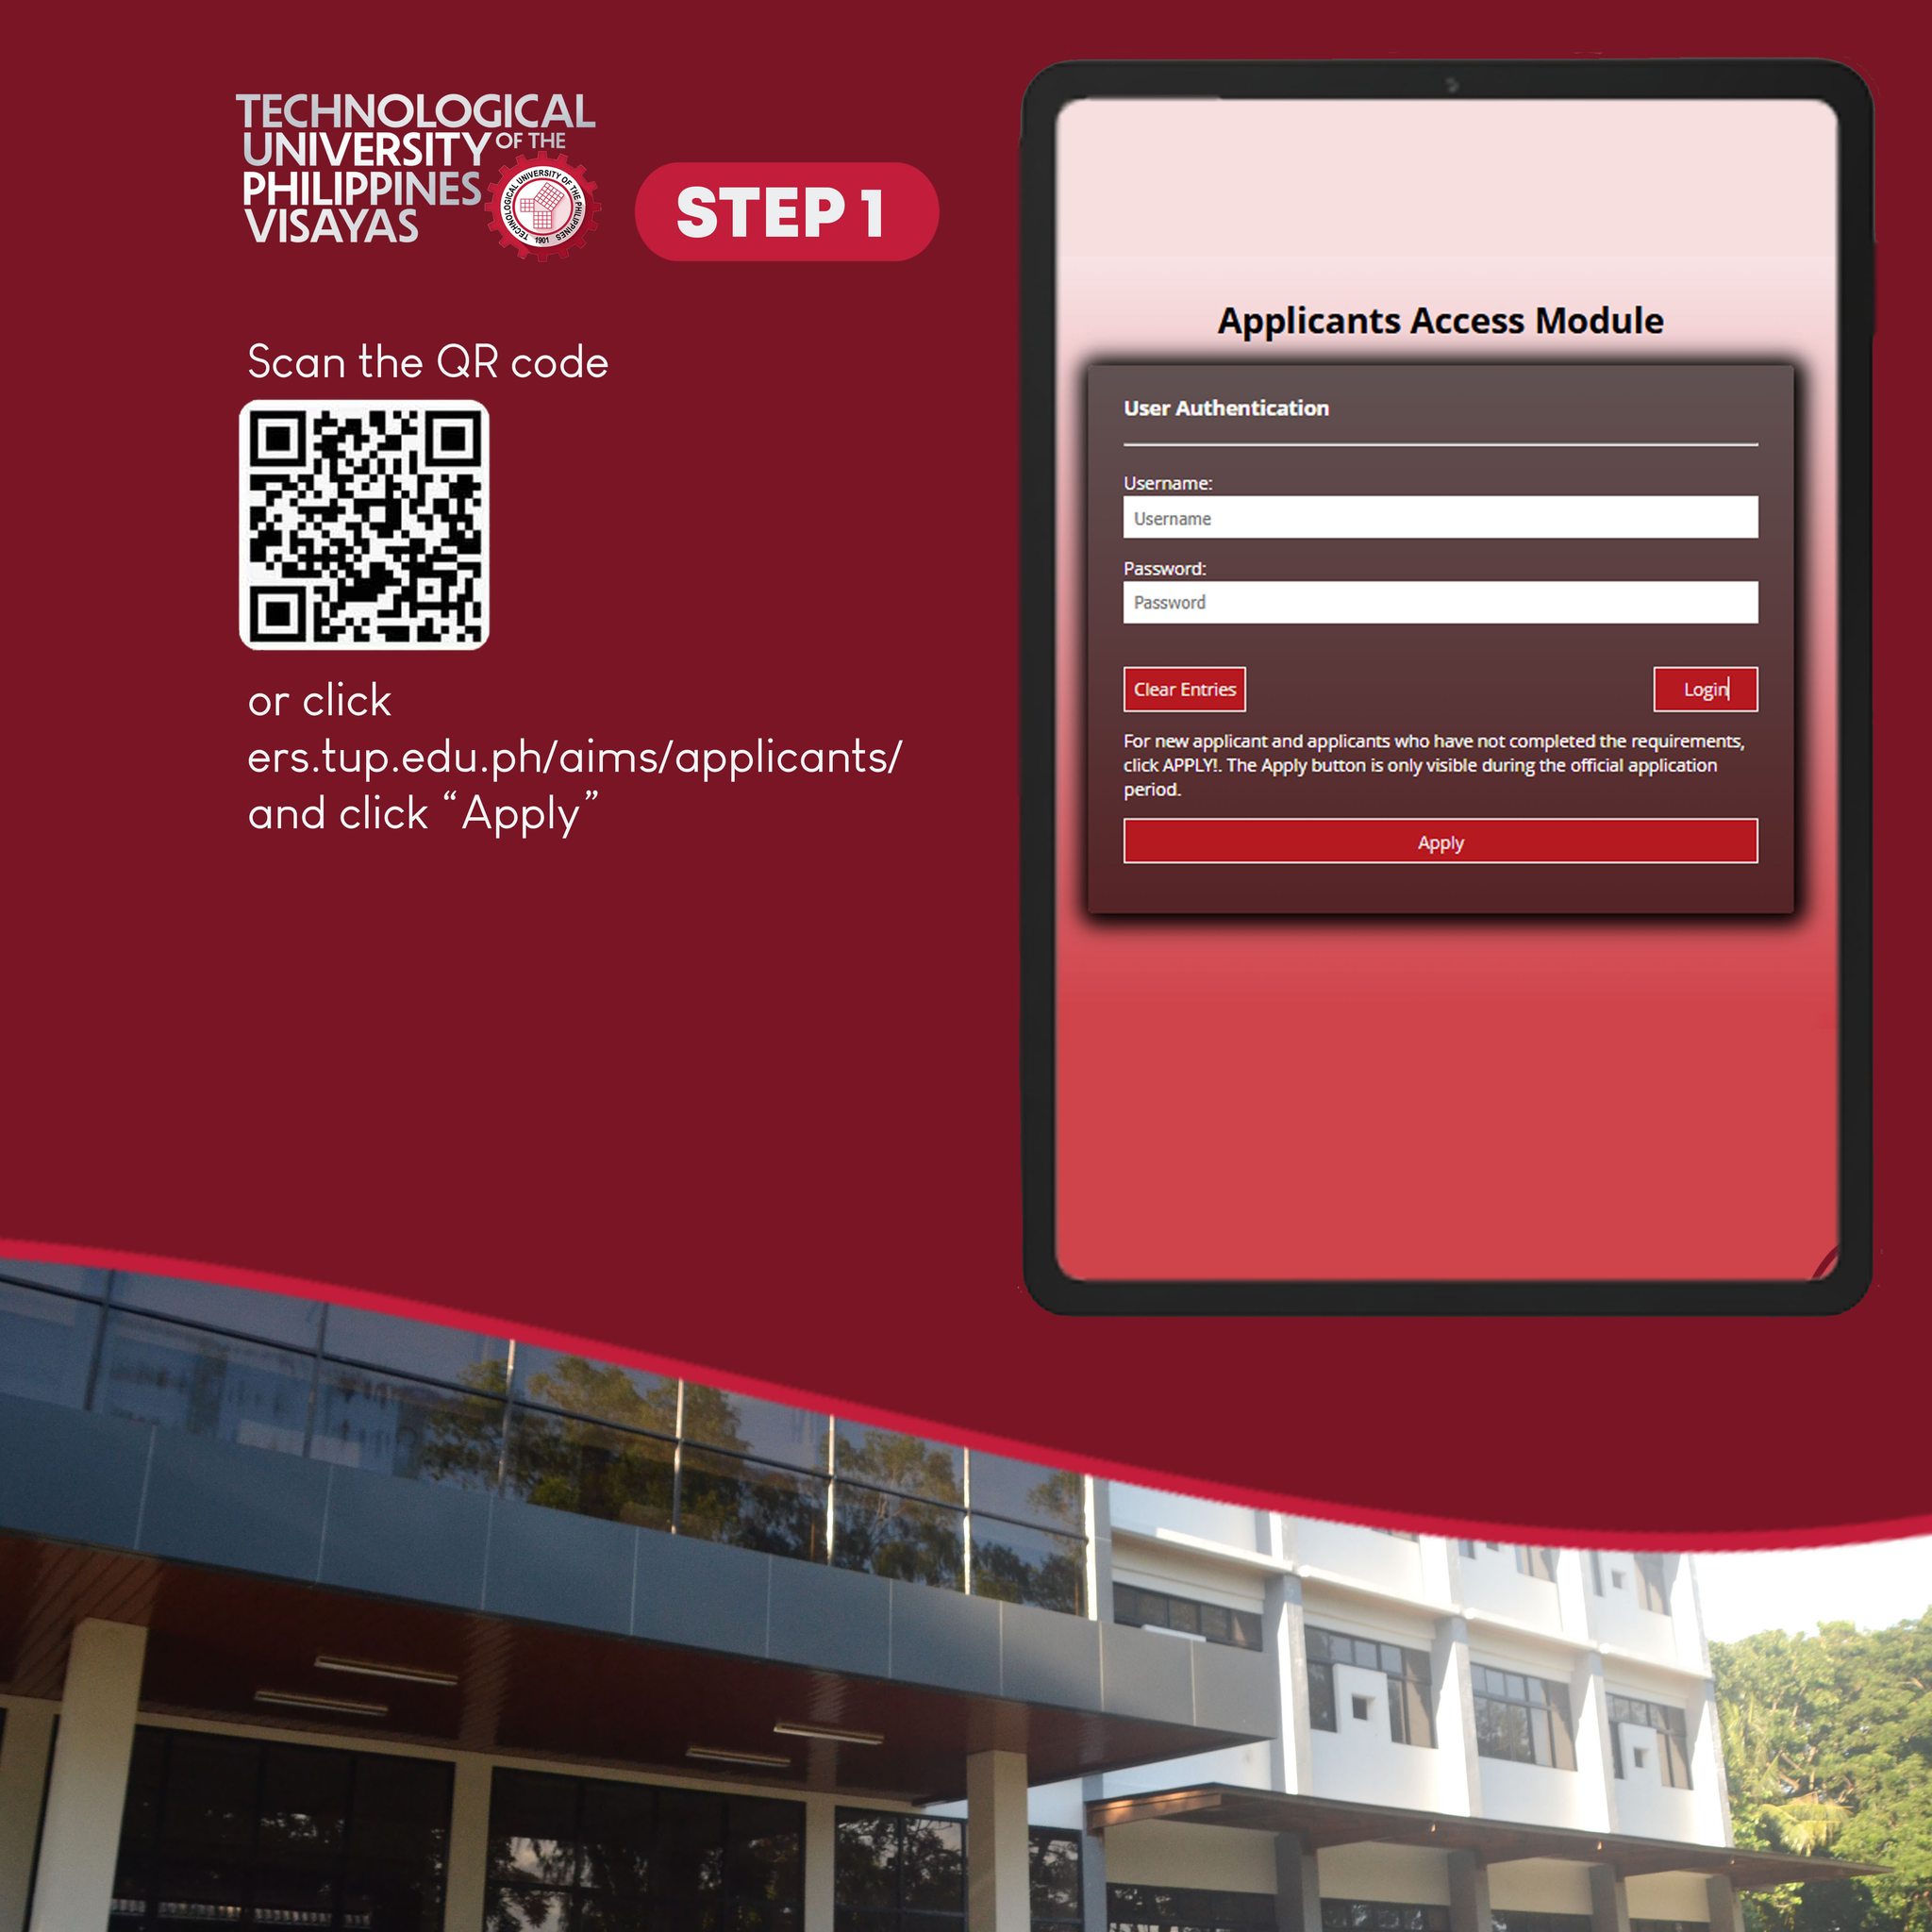 TECHNOLOGICAL
UNIVERSITY OF THE
PHILIPPINES
VISAYAS
TECHNOLOGICAL UNIVERSITY OF THE PHILIPPINES
1901
STEP 1
Scan the QR code
or click
ers.tup.edu.ph/aims/applicants/
and click “Apply”
Applicants Access Module
User Authentication
Username:
Username
Password:
Password
Clear Entries
Login
For new applicant and applicants who have not completed the requirements,
click APPLY!. The Apply button is only visible during the official application
period.
Apply